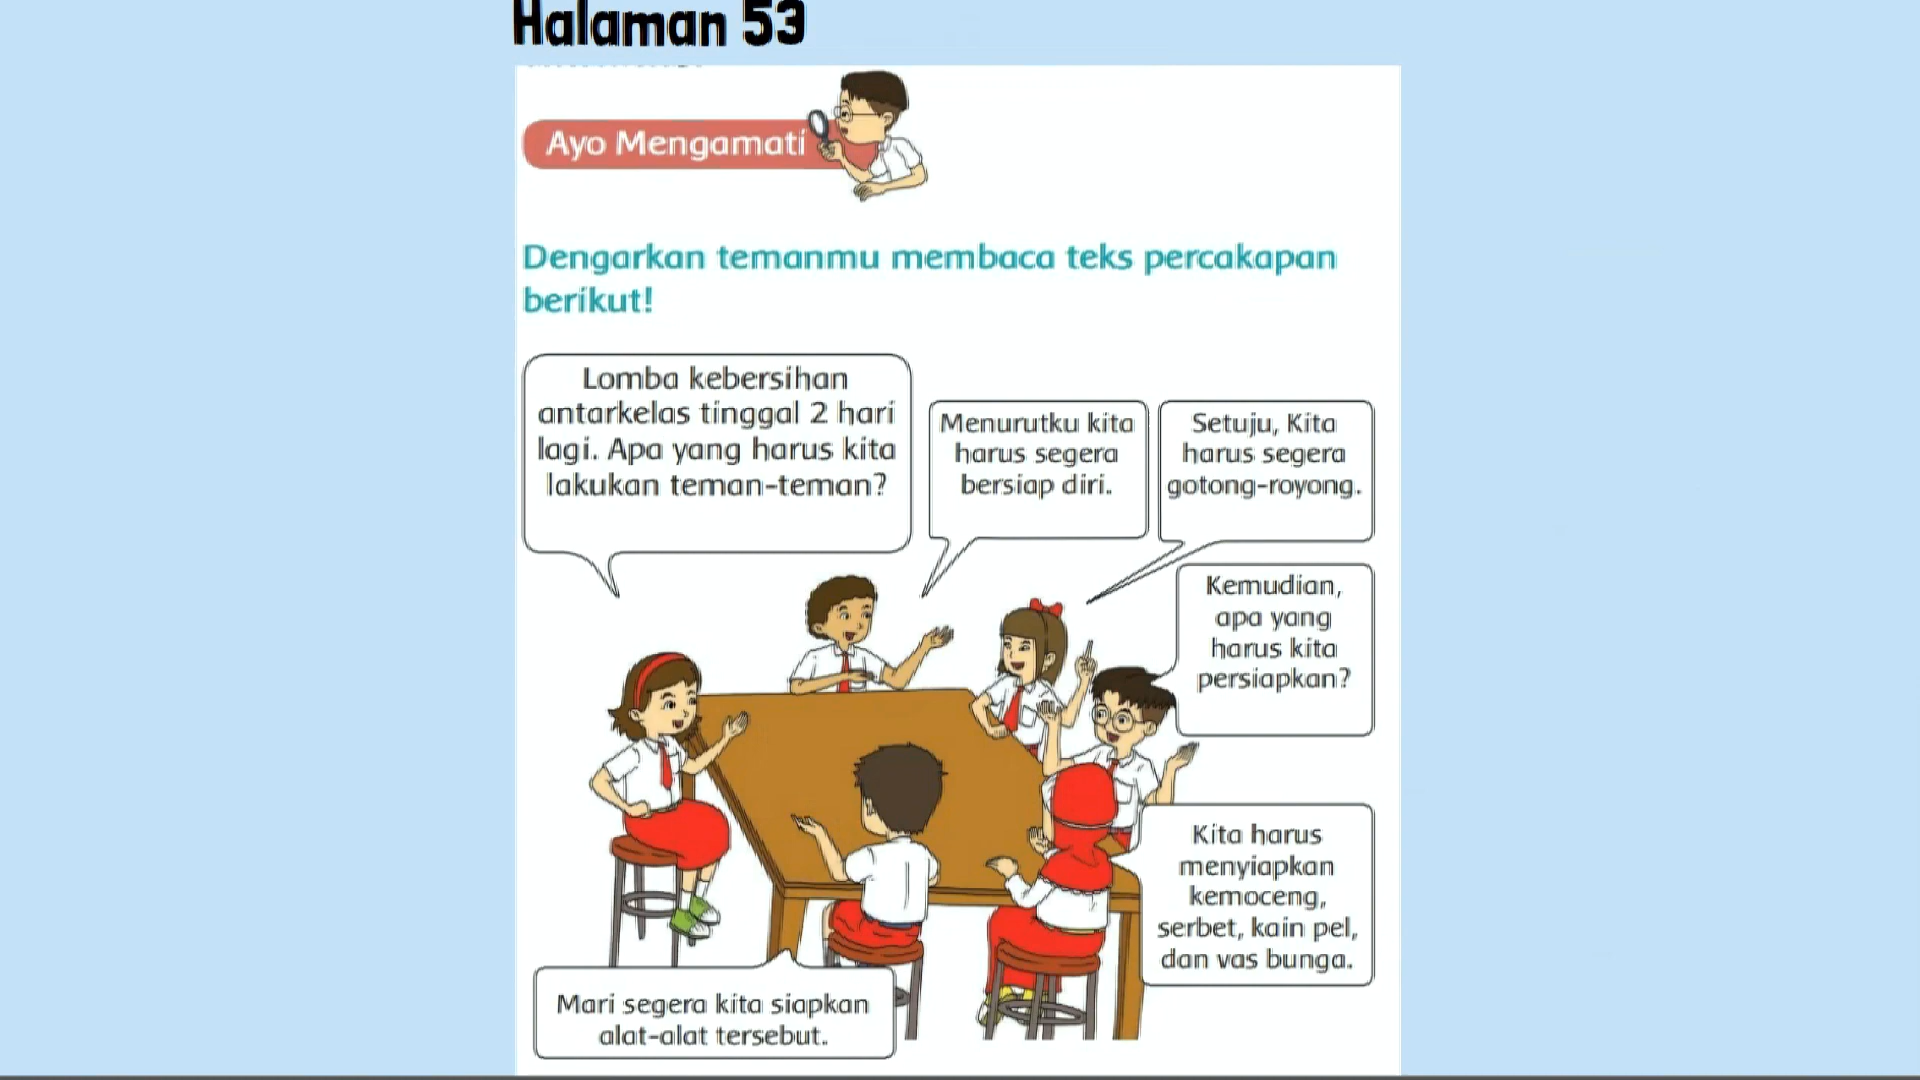 Halaman 53
Ayo Mengamati
Dengarkan temanmu membaca teks percakapan
berikut!
Lomba kebersihan
antarkelas tinggal 2 hari
lagi. Apa yang harus kita
lakukan teman-teman?
Menurutku kita
harus segera
bersiap diri.
Setuju, Kita
harus segera
gotong-royong.
Kemudian,
apa yang
harus kita
persiapkan?
Kita harus
menyiapkan
kemoceng,
serbet, kain pel,
dan vas bunga.
Mari segera kita siapkan
alat-alat tersebut.